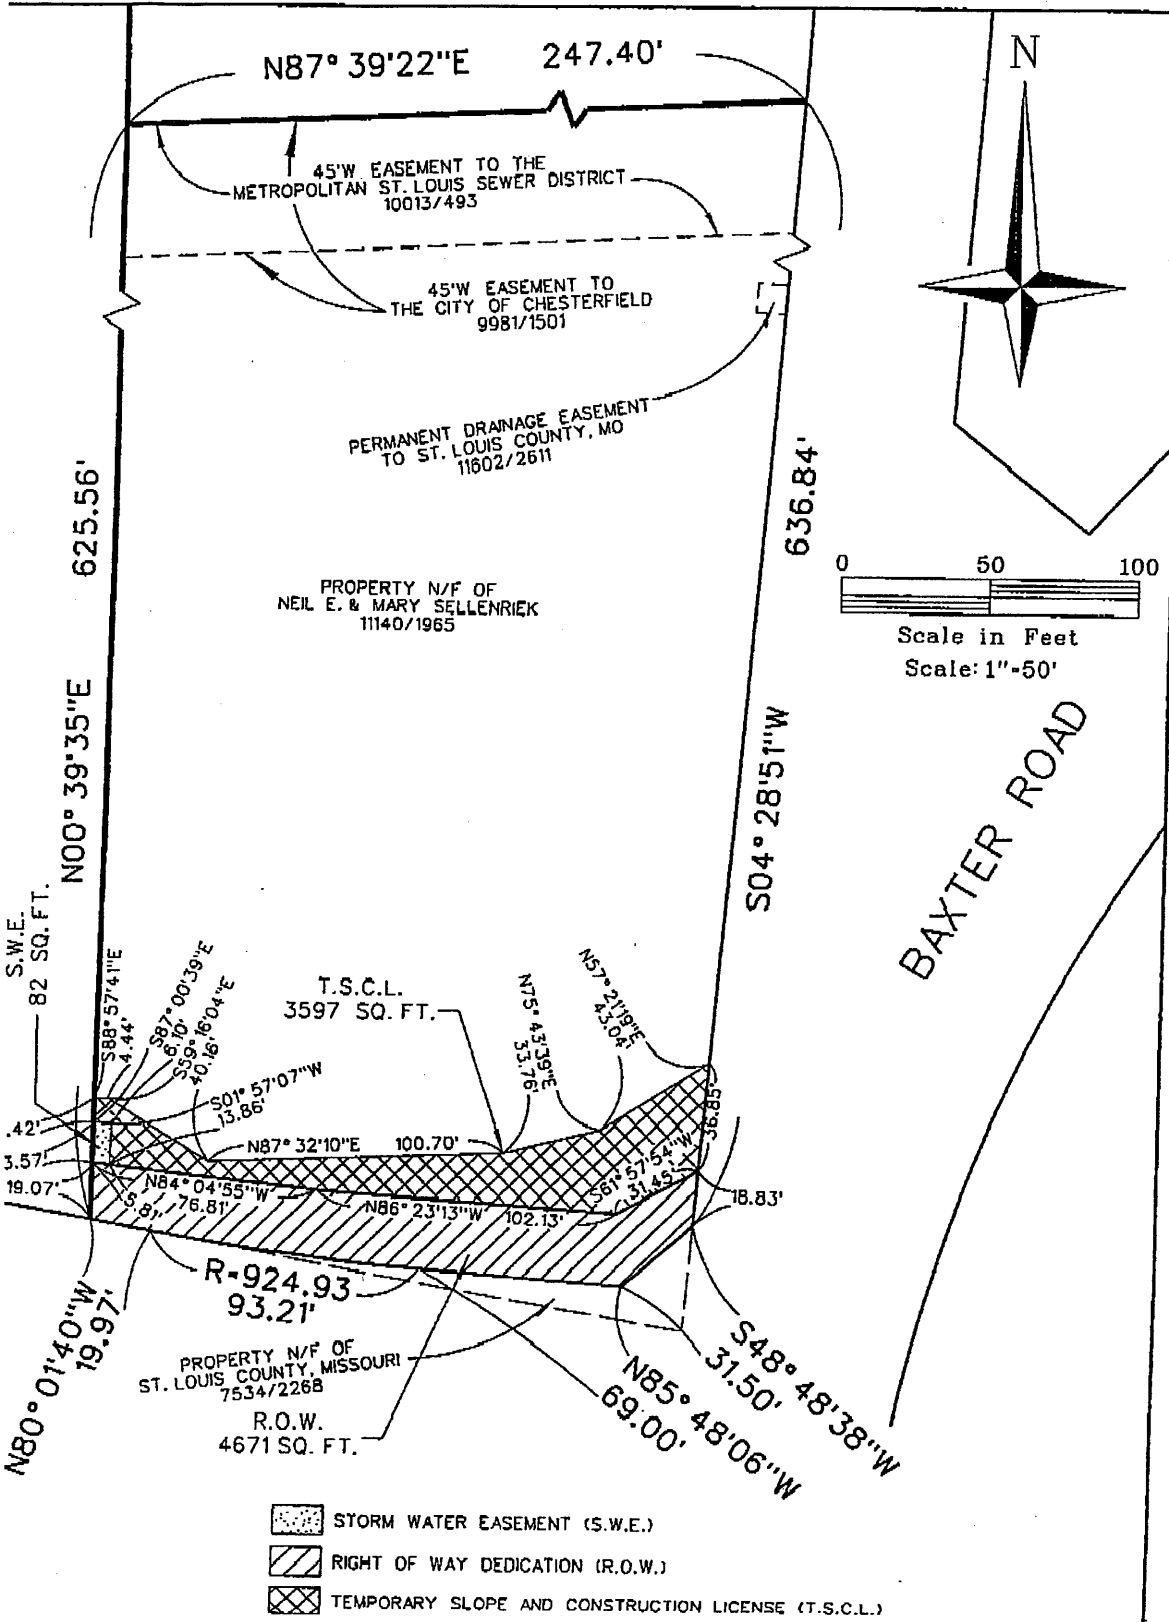 N87° 39'22"E 247.40'
N
45'W EASEMENT TO THE
METROPOLITAN ST. LOUIS SEWER DISTRICT
10013/493
45'W EASEMENT TO
THE CITY OF CHESTERFIELD
9981/1501
PERMANENT DRAINAGE EASEMENT
TO ST. LOUIS COUNTY, MO
11602/2611
625.56'
N00° 39'35"E
636.84'
S04° 28'51"W
0 50 100
Scale in Feet
Scale: 1"=50'
PROPERTY N/F OF
NEIL E. & MARY SELLENRIEK
11140/1965
BAXTER ROAD
S.W.E.
82 SQ. FT.
S88° 57'41"E
4.44'
S87° 00'39"E
6.10'
S59° 16'04"E
40.16'
S01° 57'07"W
13.86'
T.S.C.L.
3597 SQ. FT.
N75° 43'39"E
33.76'
N57° 21'19"E
43.04'
.42'
3.57'
19.07'
N87° 32'10"E 100.70'
36.85'
S61° 57'54"W
31.45'
18.83'
N84° 04'55"W
76.81'
5.81'
N86° 23'13"W 102.13'
R=924.93
93.21'
N80° 01'40"W
19.97'
PROPERTY N/F OF
ST. LOUIS COUNTY, MISSOURI
7534/2268
R.O.W.
4671 SQ. FT.
S48° 48'38"W
31.50'
N85° 48'06"W
69.00'
STORM WATER EASEMENT (S.W.E.)
RIGHT OF WAY DEDICATION (R.O.W.)
TEMPORARY SLOPE AND CONSTRUCTION LICENSE (T.S.C.L.)